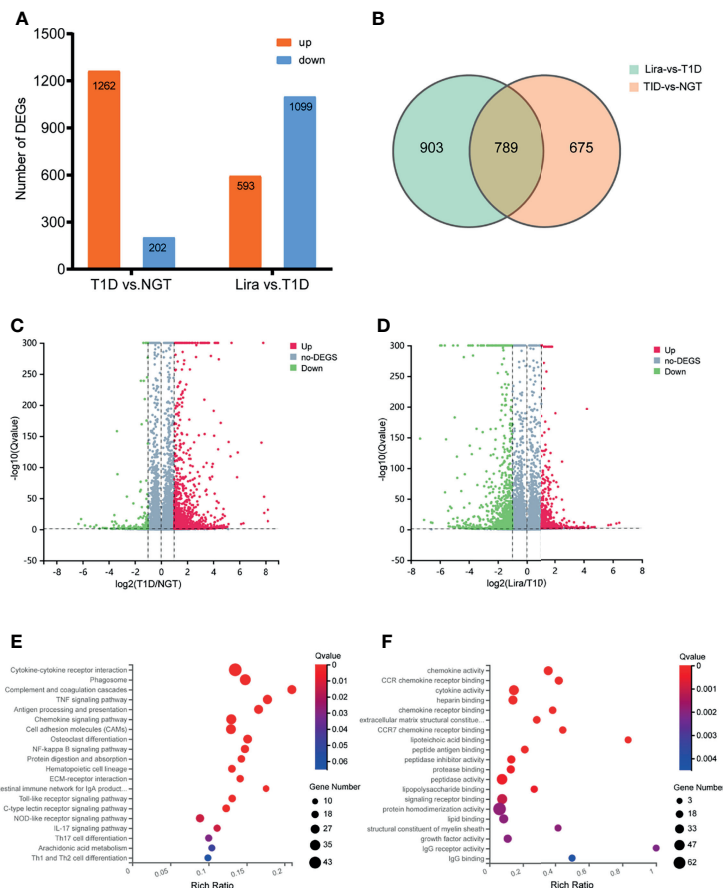 A
1500
1200
900
600
300
0
Number of DEGs
up
down
1262
202
593
1099
T1D vs.NGT
Lira vs.T1D
B
Lira-vs-T1D
TID-vs-NGT
903
789
675
C
300
250
200
150
100
50
0
-50
-log10(Qvalue)
-8
-6
-4
-2
0
2
4
6
8
log2(T1D/NGT)
Up
no-DEGS
Down
D
300
250
200
150
100
50
0
-50
-log10(Qvalue)
-8
-6
-4
-2
0
2
4
6
8
log2(Lira/T1D)
Up
no-DEGS
Down
E
Cytokine-cytokine receptor interaction
Phagosome
Complement and coagulation cascades
TNF signaling pathway
Antigen processing and presentation
Chemokine signaling pathway
Cell adhesion molecules (CAMs)
Osteoclast differentiation
NF-kappa B signaling pathway
Protein digestion and absorption
Hematopoietic cell lineage
ECM-receptor interaction
estinal immune network for IgA product...
Toll-like receptor signaling pathway
C-type lectin receptor signaling pathway
NOD-like receptor signaling pathway
IL-17 signaling pathway
Th17 cell differentiation
Arachidonic acid metabolism
Th1 and Th2 cell differentiation
0
0.05
0.1
0.15
0.2
Rich Ratio
Qvalue
0
0.01
0.02
0.03
0.04
0.05
0.06
Gene Number
10
18
27
35
43
F
chemokine activity
CCR chemokine receptor binding
cytokine activity
heparin binding
chemokine receptor binding
extracellular matrix structural constitue...
CCR7 chemokine receptor binding
lipoteichoic acid binding
peptide antigen binding
peptidase inhibitor activity
protease binding
peptidase activity
lipopolysaccharide binding
signaling receptor binding
protein homodimerization activity
lipid binding
structural constituent of myelin sheath
growth factor activity
IgG receptor activity
IgG binding
0
0.2
0.4
0.6
0.8
1
Rich Ratio
Qvalue
0
0.001
0.002
0.003
0.004
Gene Number
3
18
33
47
62